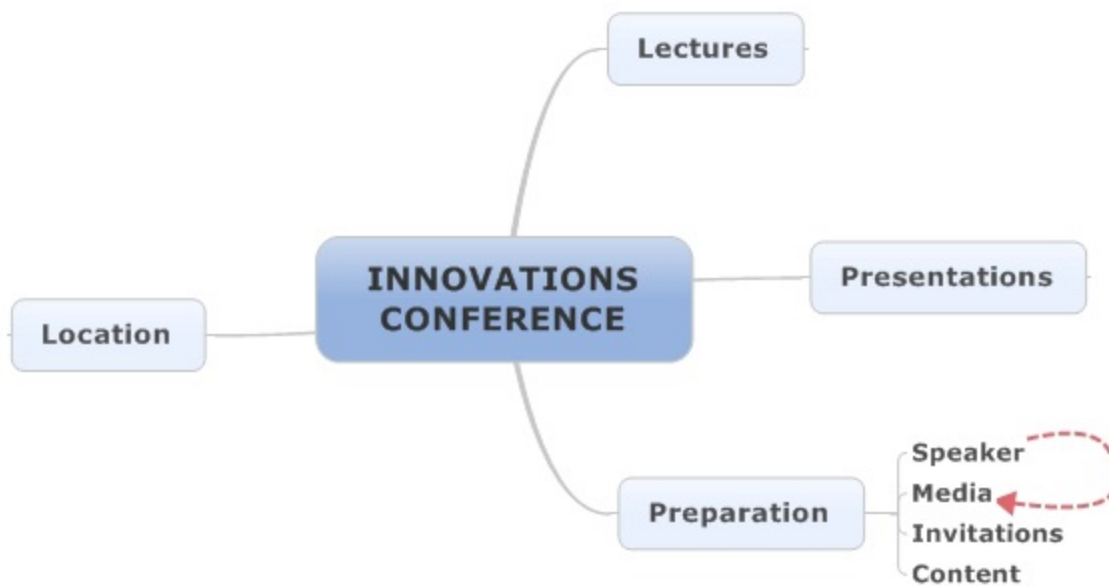 Lectures
INNOVATIONS
CONFERENCE
Presentations
Location
Preparation
Speaker
Media
Invitations
Content